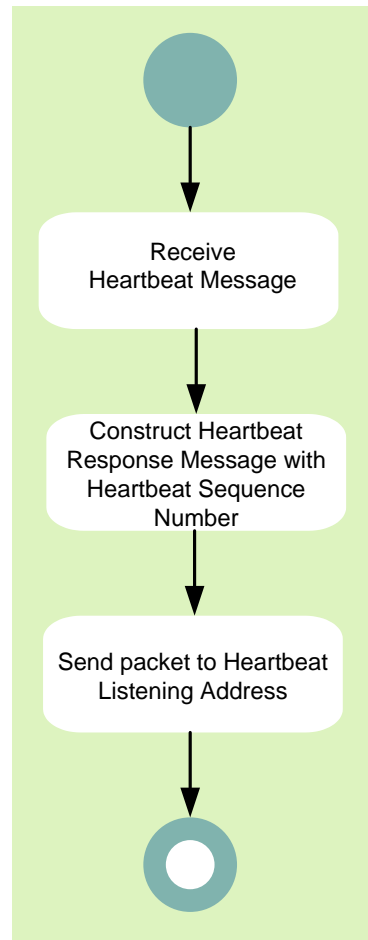 Receive
Heartbeat Message
Construct Heartbeat
Response Message with
Heartbeat Sequence
Number
Send packet to Heartbeat
Listening Address